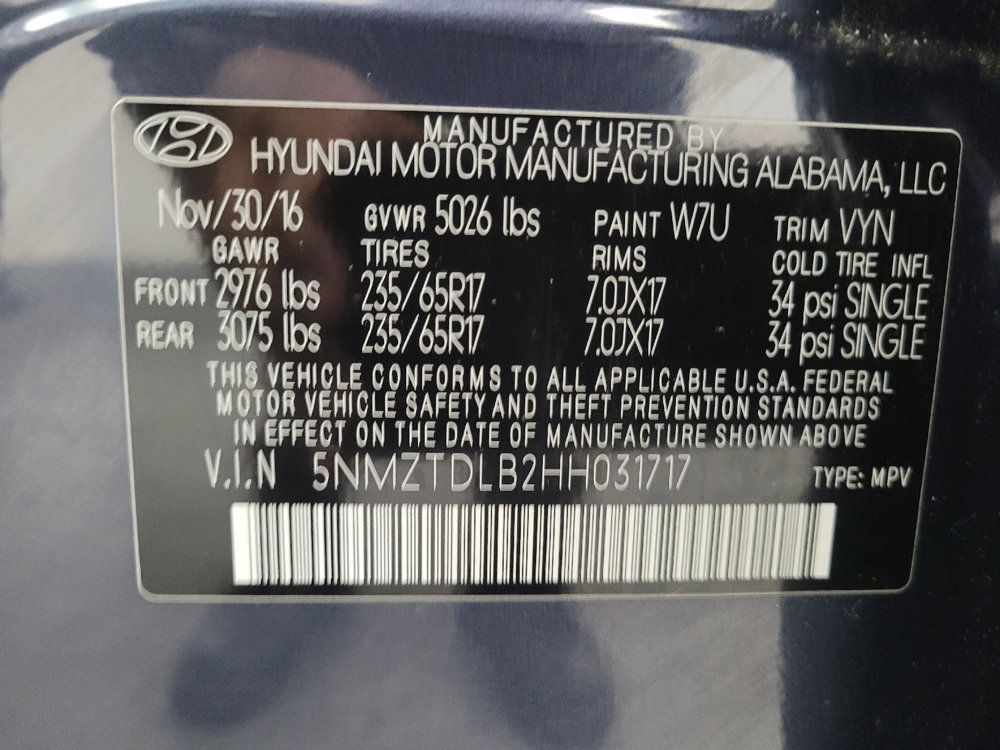 MANUFACTURED BY
HYUNDAI MOTOR MANUFACTURING ALABAMA, LLC
Nov/30/16 GVWR 5026 lbs PAINT W7U TRIM VYN
GAWR TIRES RIMS COLD TIRE INFL
FRONT 2976 lbs 235/65R17 7.0JX17 34 psi SINGLE
REAR 3075 lbs 235/65R17 7.0JX17 34 psi SINGLE
THIS VEHICLE CONFORMS TO ALL APPLICABLE U.S.A. FEDERAL
MOTOR VEHICLE SAFETY AND THEFT PREVENTION STANDARDS
IN EFFECT ON THE DATE OF MANUFACTURE SHOWN ABOVE
V.I.N 5NMZTDLB2HH031717 TYPE: MPV